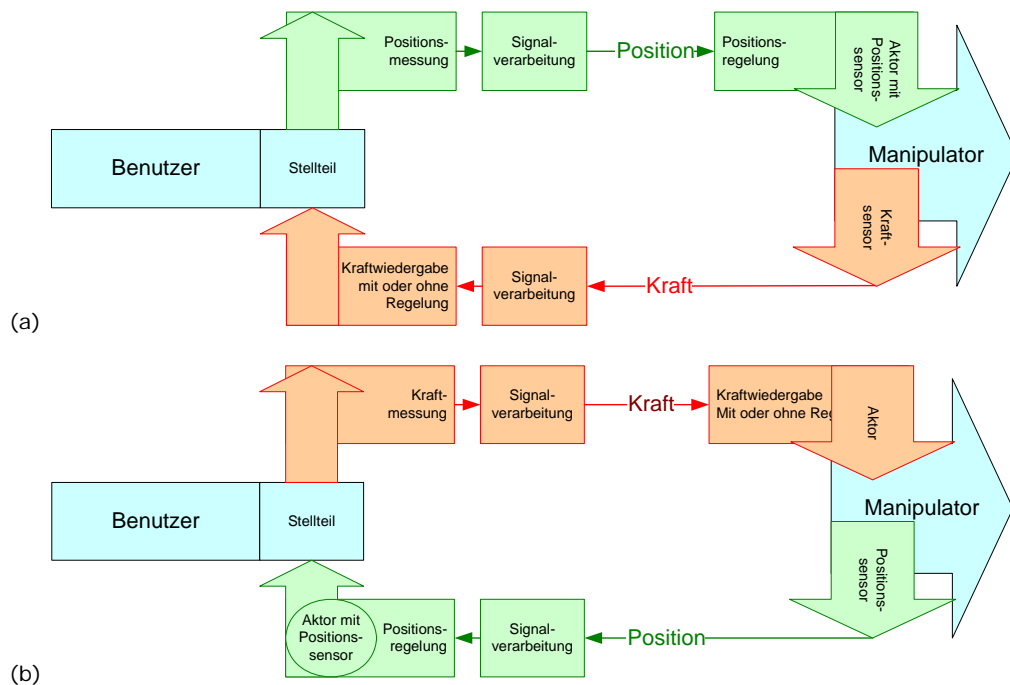 Positions-
messung
Signal-
verarbeitung
Position
Positions-
regelung
Aktor mit
Positions-
sensor
Benutzer
Stellteil
Manipulator
Kraft-
sensor
Kraftwiedergabe
mit oder ohne
Regelung
Signal-
verarbeitung
Kraft
(a)
Kraft-
messung
Signal-
verarbeitung
Kraft
Kraftwiedergabe
Mit oder ohne Reg
Aktor
Benutzer
Stellteil
Manipulator
Positions-
sensor
Aktor mit
Positions-
sensor
Positions-
regelung
Signal-
verarbeitung
Position
(b)